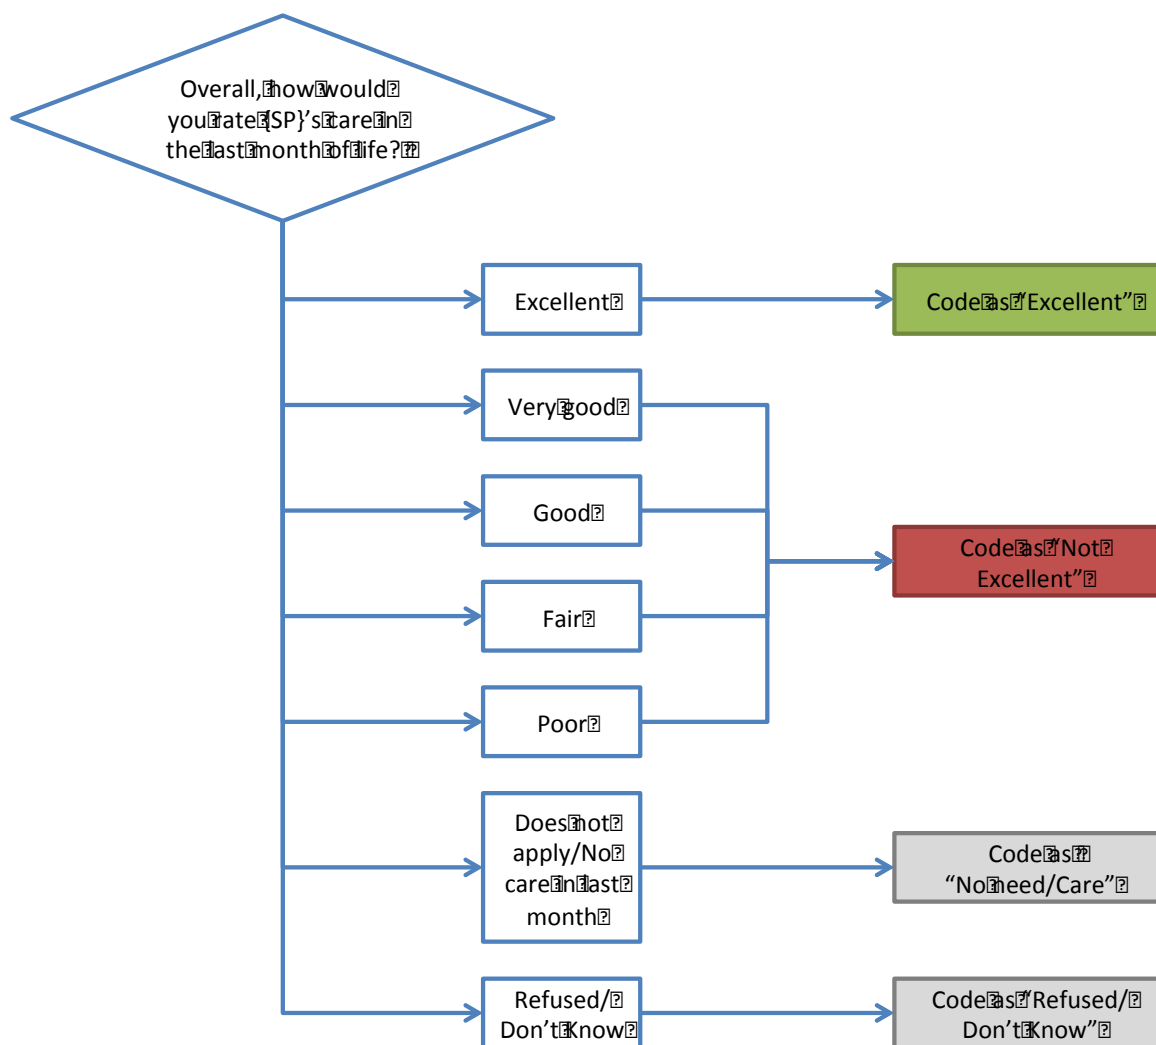 Overall, how would
you rate {SP}'s care in
the last month of life?
Excellent
Code as "Excellent"
Very good
Good
Code as "Not
Excellent"
Fair
Poor
Does not
apply/No
care in last
month
Code as
"No need/Care"
Refused/
Don't Know
Code as "Refused/
Don't Know"